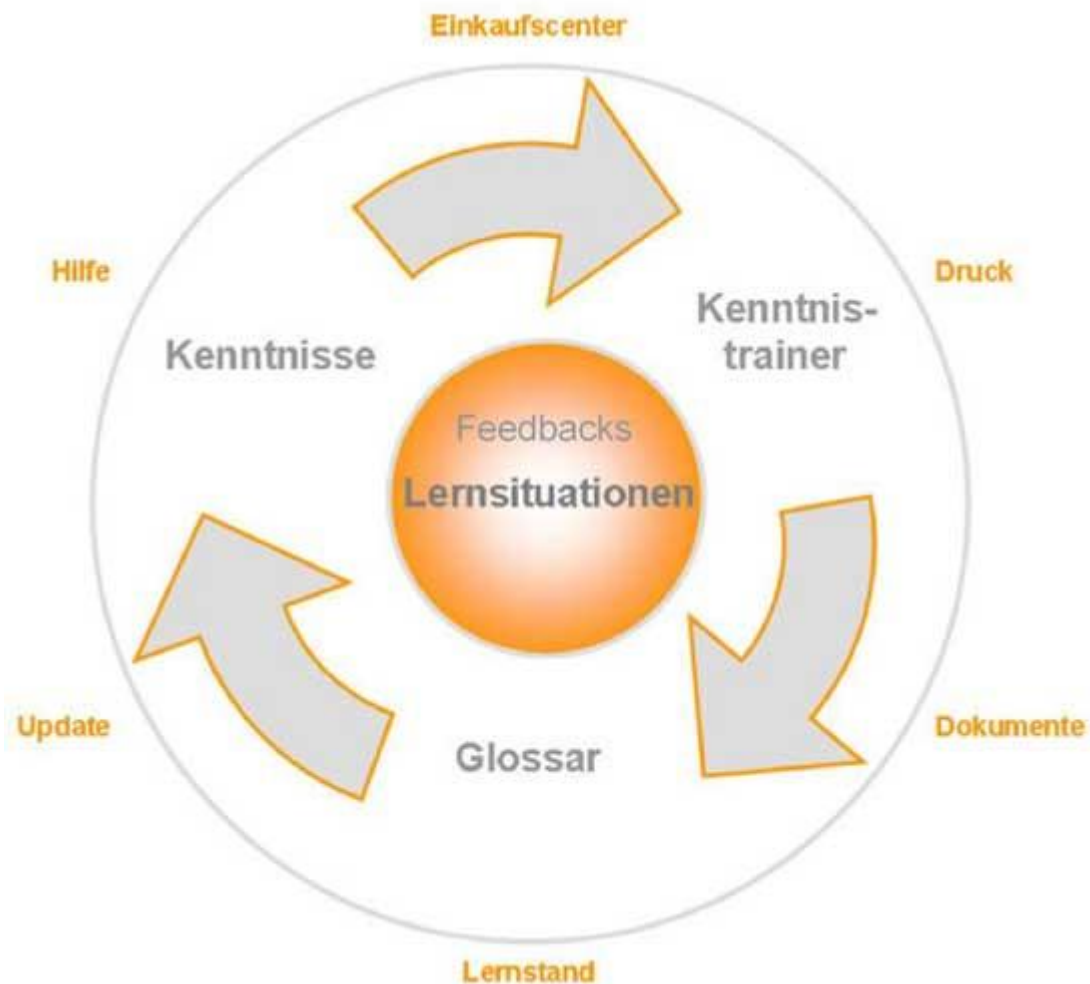 Einkaufscenter
Hilfe
Druck
Kenntnis-
trainer
Kenntnisse
Feedbacks
Lernsituationen
Update
Dokumente
Glossar
Lernstand